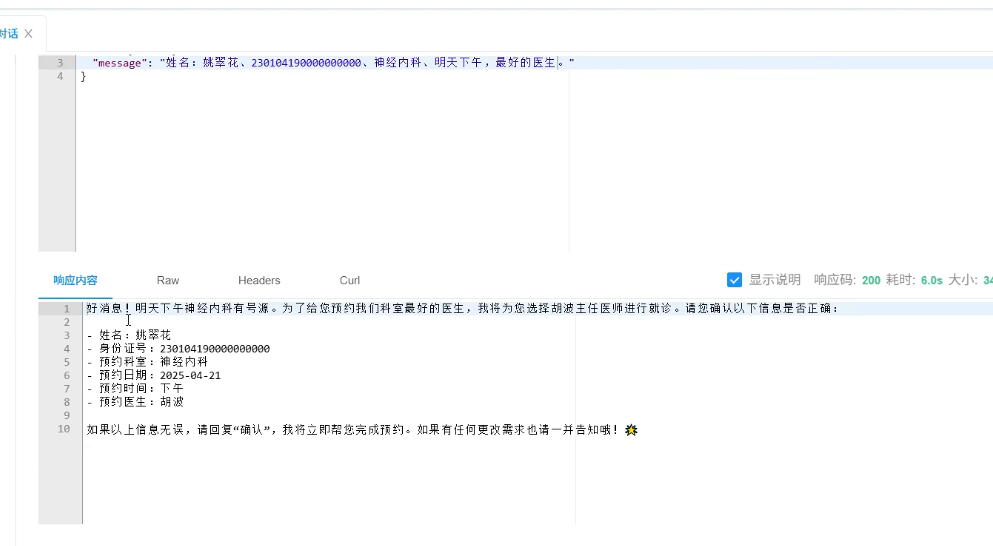 对话
3 "message": "姓名：姚翠花、230104190000000000、神经内科、明天下午，最好的医生。"
4 }
响应内容 Raw Headers Curl 显示说明 响应码: 200 耗时: 6.0s 大小: 34
1 好消息！明天下午神经内科有号源。为了给您预约我们科室最好的医生，我将为您选择胡波主任医师进行就诊。请您确认以下信息是否正确：
2
3 - 姓名：姚翠花
4 - 身份证号：230104190000000000
5 - 预约科室：神经内科
6 - 预约日期：2025-04-21
7 - 预约时间：下午
8 - 预约医生：胡波
9
10 如果以上信息无误，请回复“确认”，我将立即帮您完成预约。如果有任何更改需求也请一并告知哦！